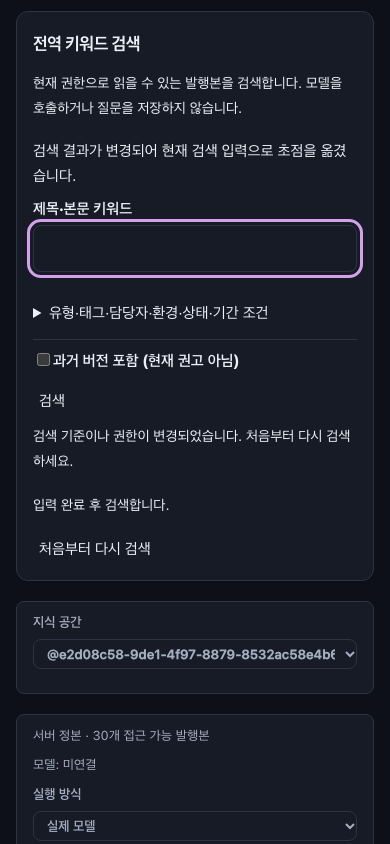 전역 키워드 검색
현재 권한으로 읽을 수 있는 발행본을 검색합니다. 모델을
호출하거나 질문을 저장하지 않습니다.
검색 결과가 변경되어 현재 검색 입력으로 초점을 옮겼
습니다.
제목·본문 키워드
▶ 유형·태그·담당자·환경·상태·기간 조건
과거 버전 포함 (현재 권고 아님)
검색
검색 기준이나 권한이 변경되었습니다. 처음부터 다시 검색
하세요.
입력 완료 후 검색합니다.
처음부터 다시 검색
지식 공간
@e2d08c58-9de1-4f97-8879-8532ac58e4b6
서버 정본 · 30개 접근 가능 발행본
모델: 미연결
실행 방식
실제 모델